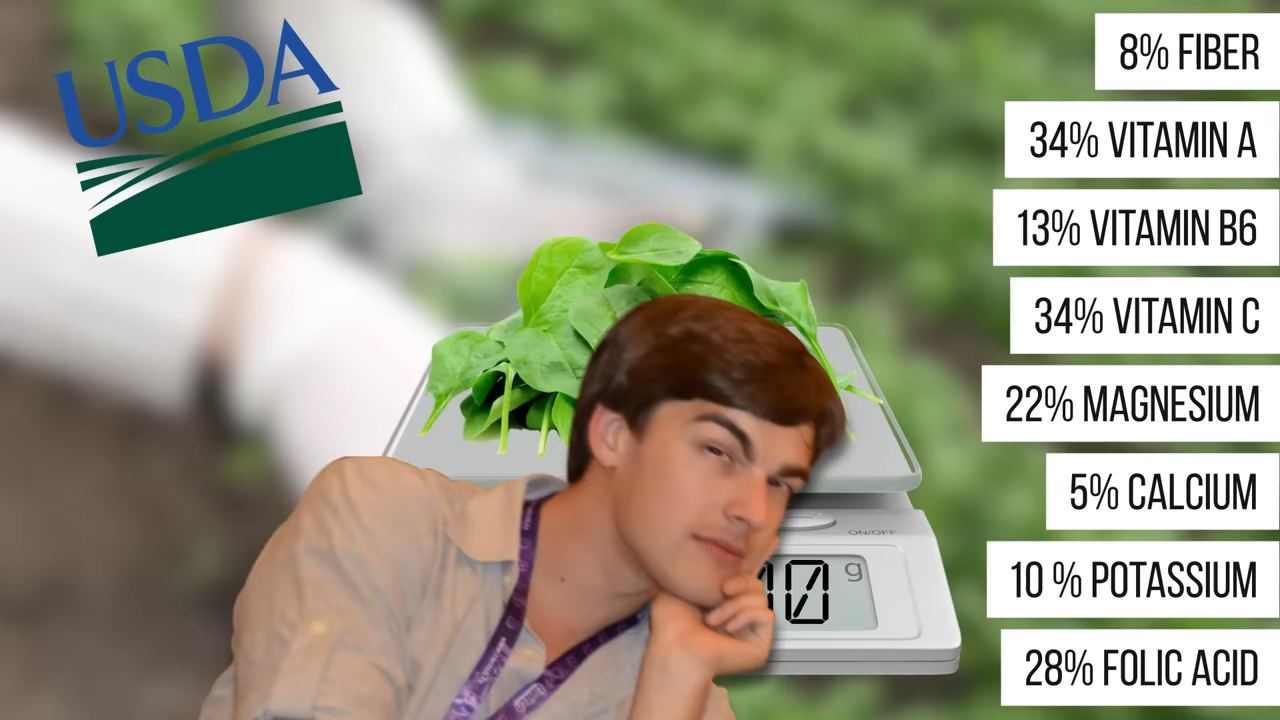 USDA
8% FIBER
34% VITAMIN A
13% VITAMIN B6
34% VITAMIN C
22% MAGNESIUM
5% CALCIUM
10 % POTASSIUM
28% FOLIC ACID
ON/OFF
g